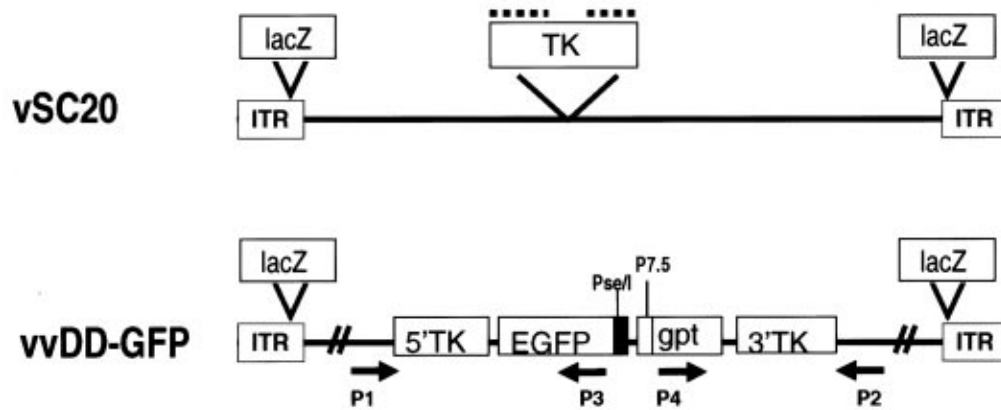 lacZ TK lacZ
vSC20 ITR ITR
lacZ lacZ
Pse/l P7.5
vvDD-GFP ITR 5'TK EGFP gpt 3'TK ITR
P1 P3 P4 P2